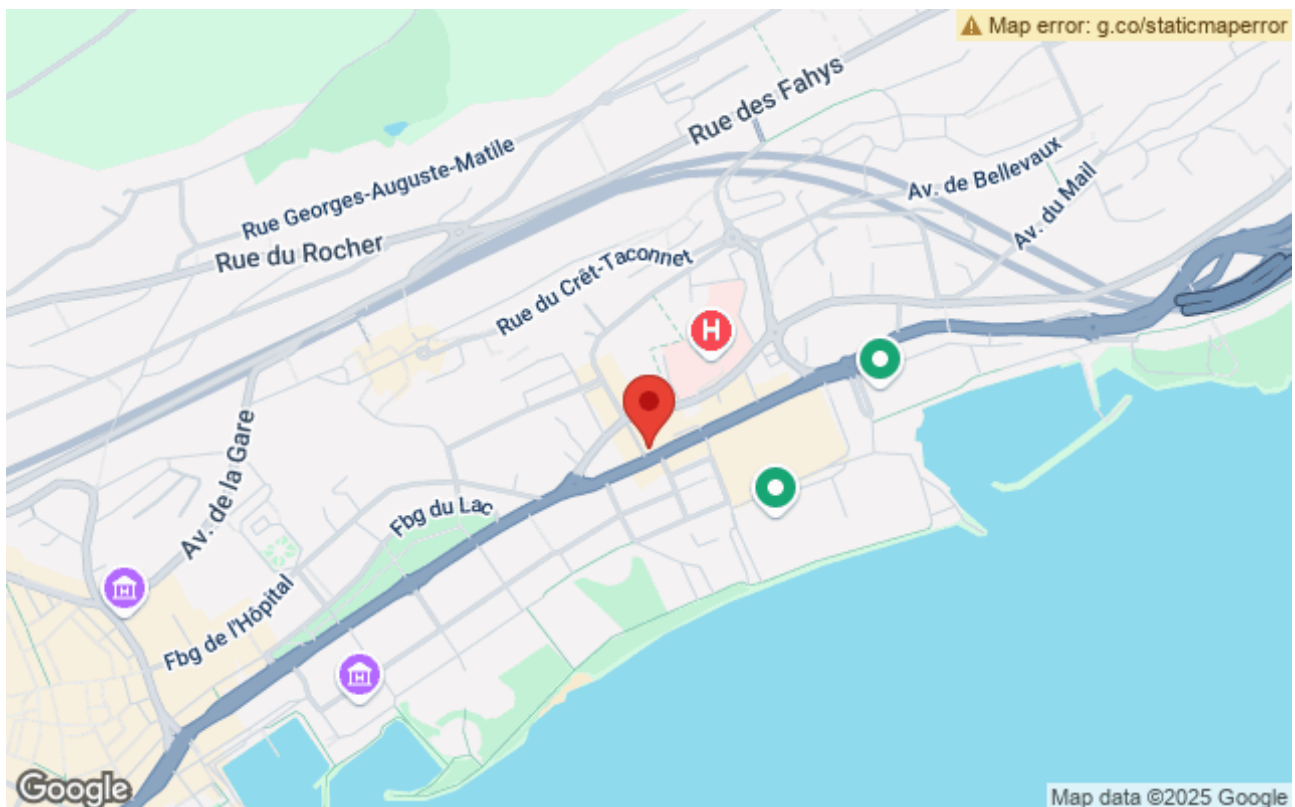 Map error: g.co/staticmaperror
Rue des Fahys
Rue Georges-Auguste-Matile
Av. de Bellevaux
Av. du Mail
Rue du Rocher
Rue du Crêt-Taconnet
H
Av. de la Gare
Fbg du Lac
Fbg de l'Hôpital
Google
Map data ©2025 Google